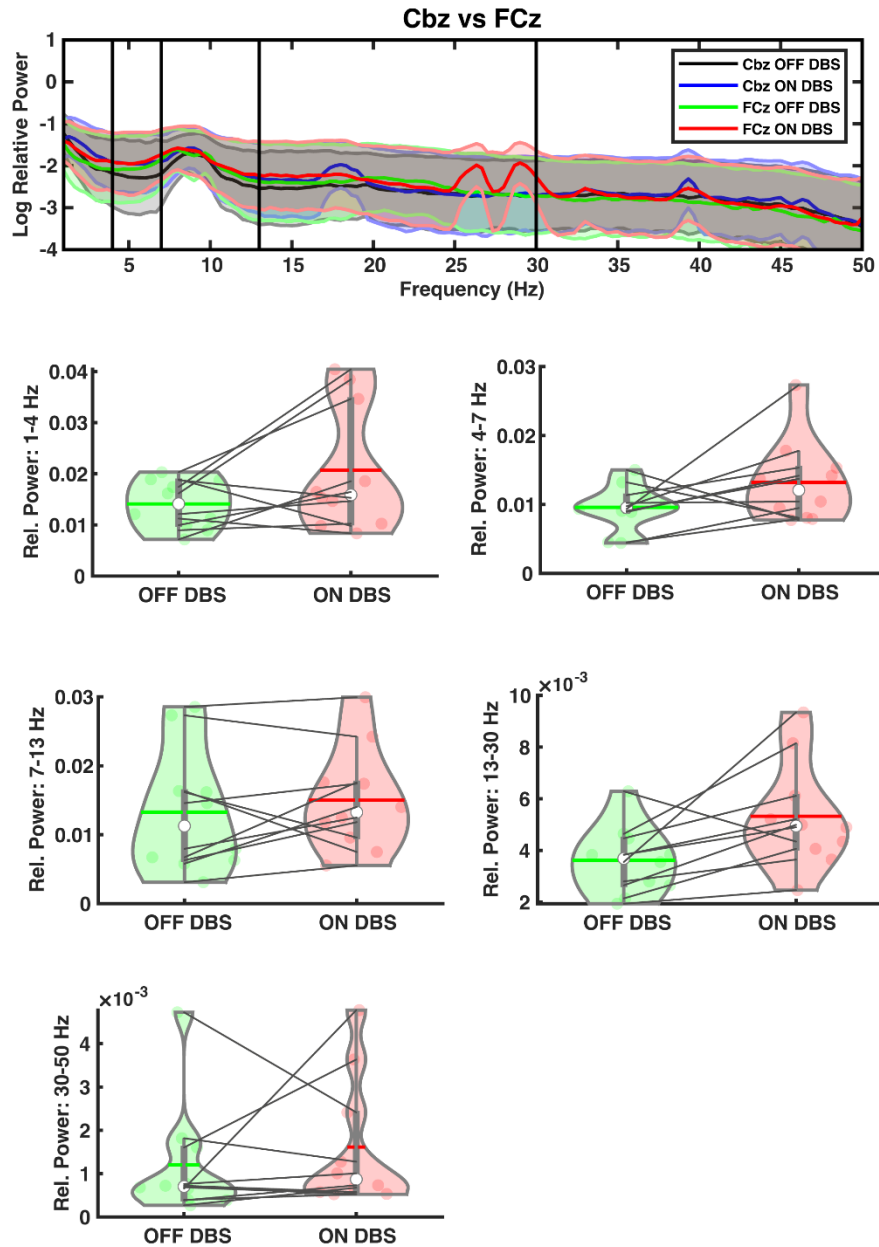 Cbz vs FCz
Log Relative Power
1
0
-1
-2
-3
-4
Cbz OFF DBS
Cbz ON DBS
FCz OFF DBS
FCz ON DBS
5 10 15 20 25 30 35 40 45 50
Frequency (Hz)
Rel. Power: 1-4 Hz
0.04
0.03
0.02
0.01
0
OFF DBS ON DBS
Rel. Power: 4-7 Hz
0.03
0.02
0.01
0
OFF DBS ON DBS
Rel. Power: 7-13 Hz
0.03
0.02
0.01
0
OFF DBS ON DBS
Rel. Power: 13-30 Hz
×10-3
10
8
6
4
2
OFF DBS ON DBS
Rel. Power: 30-50 Hz
×10-3
4
3
2
1
0
OFF DBS ON DBS